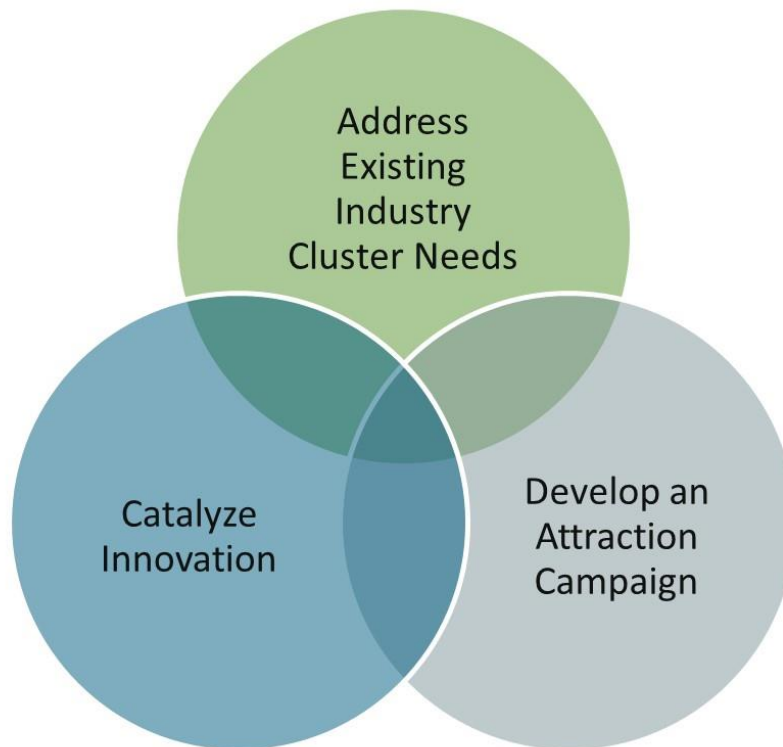 Address
Existing
Industry
Cluster Needs
Catalyze
Innovation
Develop an
Attraction
Campaign